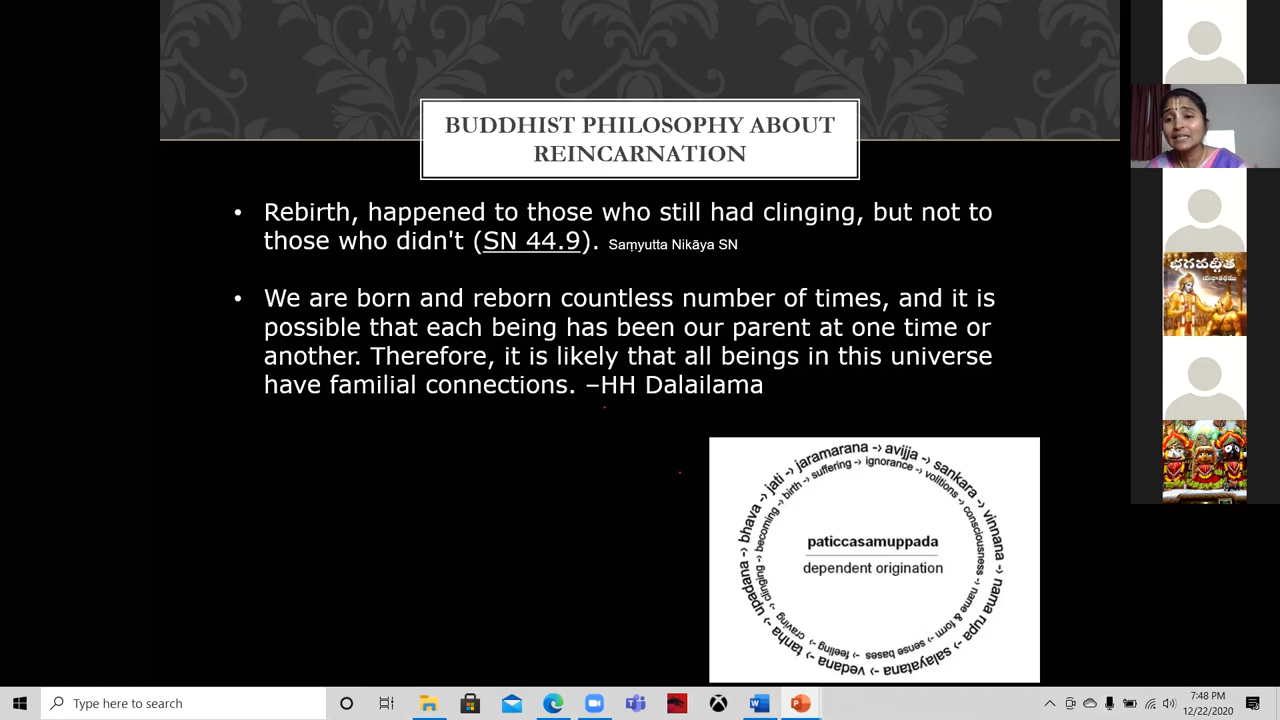 BUDDHIST PHILOSOPHY ABOUT
REINCARNATION
• Rebirth, happened to those who still had clinging, but not to
those who didn't (SN 44.9). Saṃyutta Nikāya SN
• We are born and reborn countless number of times, and it is
possible that each being has been our parent at one time or
another. Therefore, it is likely that all beings in this universe
have familial connections. –HH Dalailama
jaramarana -> avijja -> sankara -> vinnana -> nama rupa -> salayatana -> vedana -> tanha -> upadana -> bhava -> jati ->
suffering -> ignorance -> volitions -> consciousness -> name & form -> sense bases -> feeling -> craving -> clinging -> becoming -> birth ->
paticcasamuppada
dependent origination
భగవద్గీత
Type here to search
7:48 PM
12/22/2020